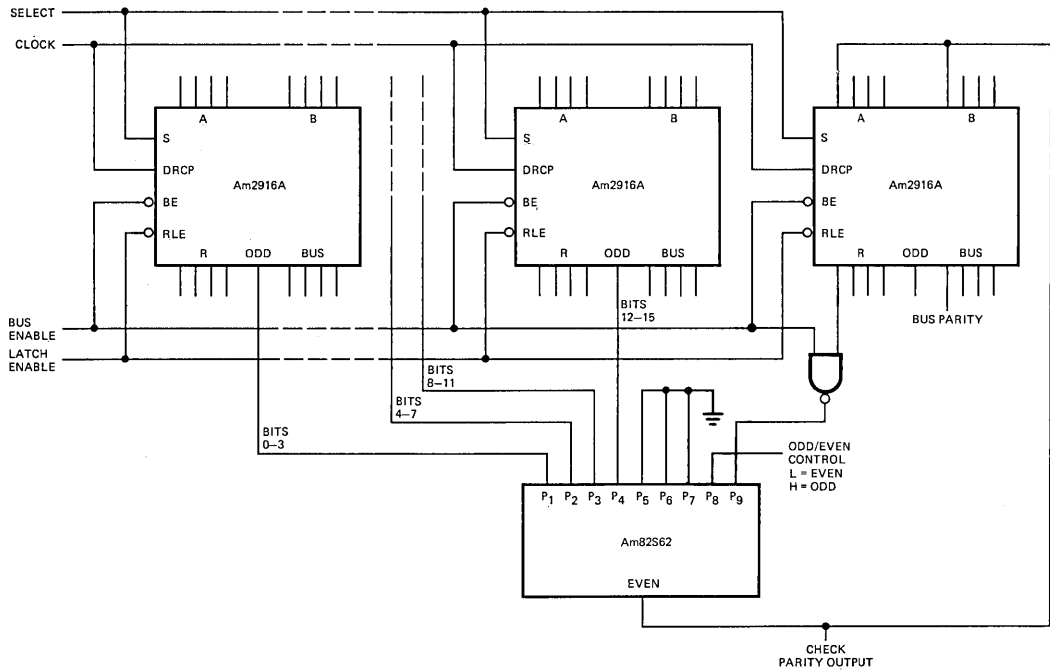 SELECT
CLOCK
A B
S
DRCP
Am2916A
BE
RLE
R ODD BUS
A B
S
DRCP
Am2916A
BE
RLE
R ODD BUS
A B
S
DRCP
Am2916A
BE
RLE
R ODD BUS
BUS
ENABLE
LATCH
ENABLE
BITS
12–15
BUS PARITY
BITS
8–11
BITS
4–7
BITS
0–3
ODD/EVEN
CONTROL
L = EVEN
H = ODD
P1 P2 P3 P4 P5 P6 P7 P8 P9
Am82S62
EVEN
CHECK
PARITY OUTPUT